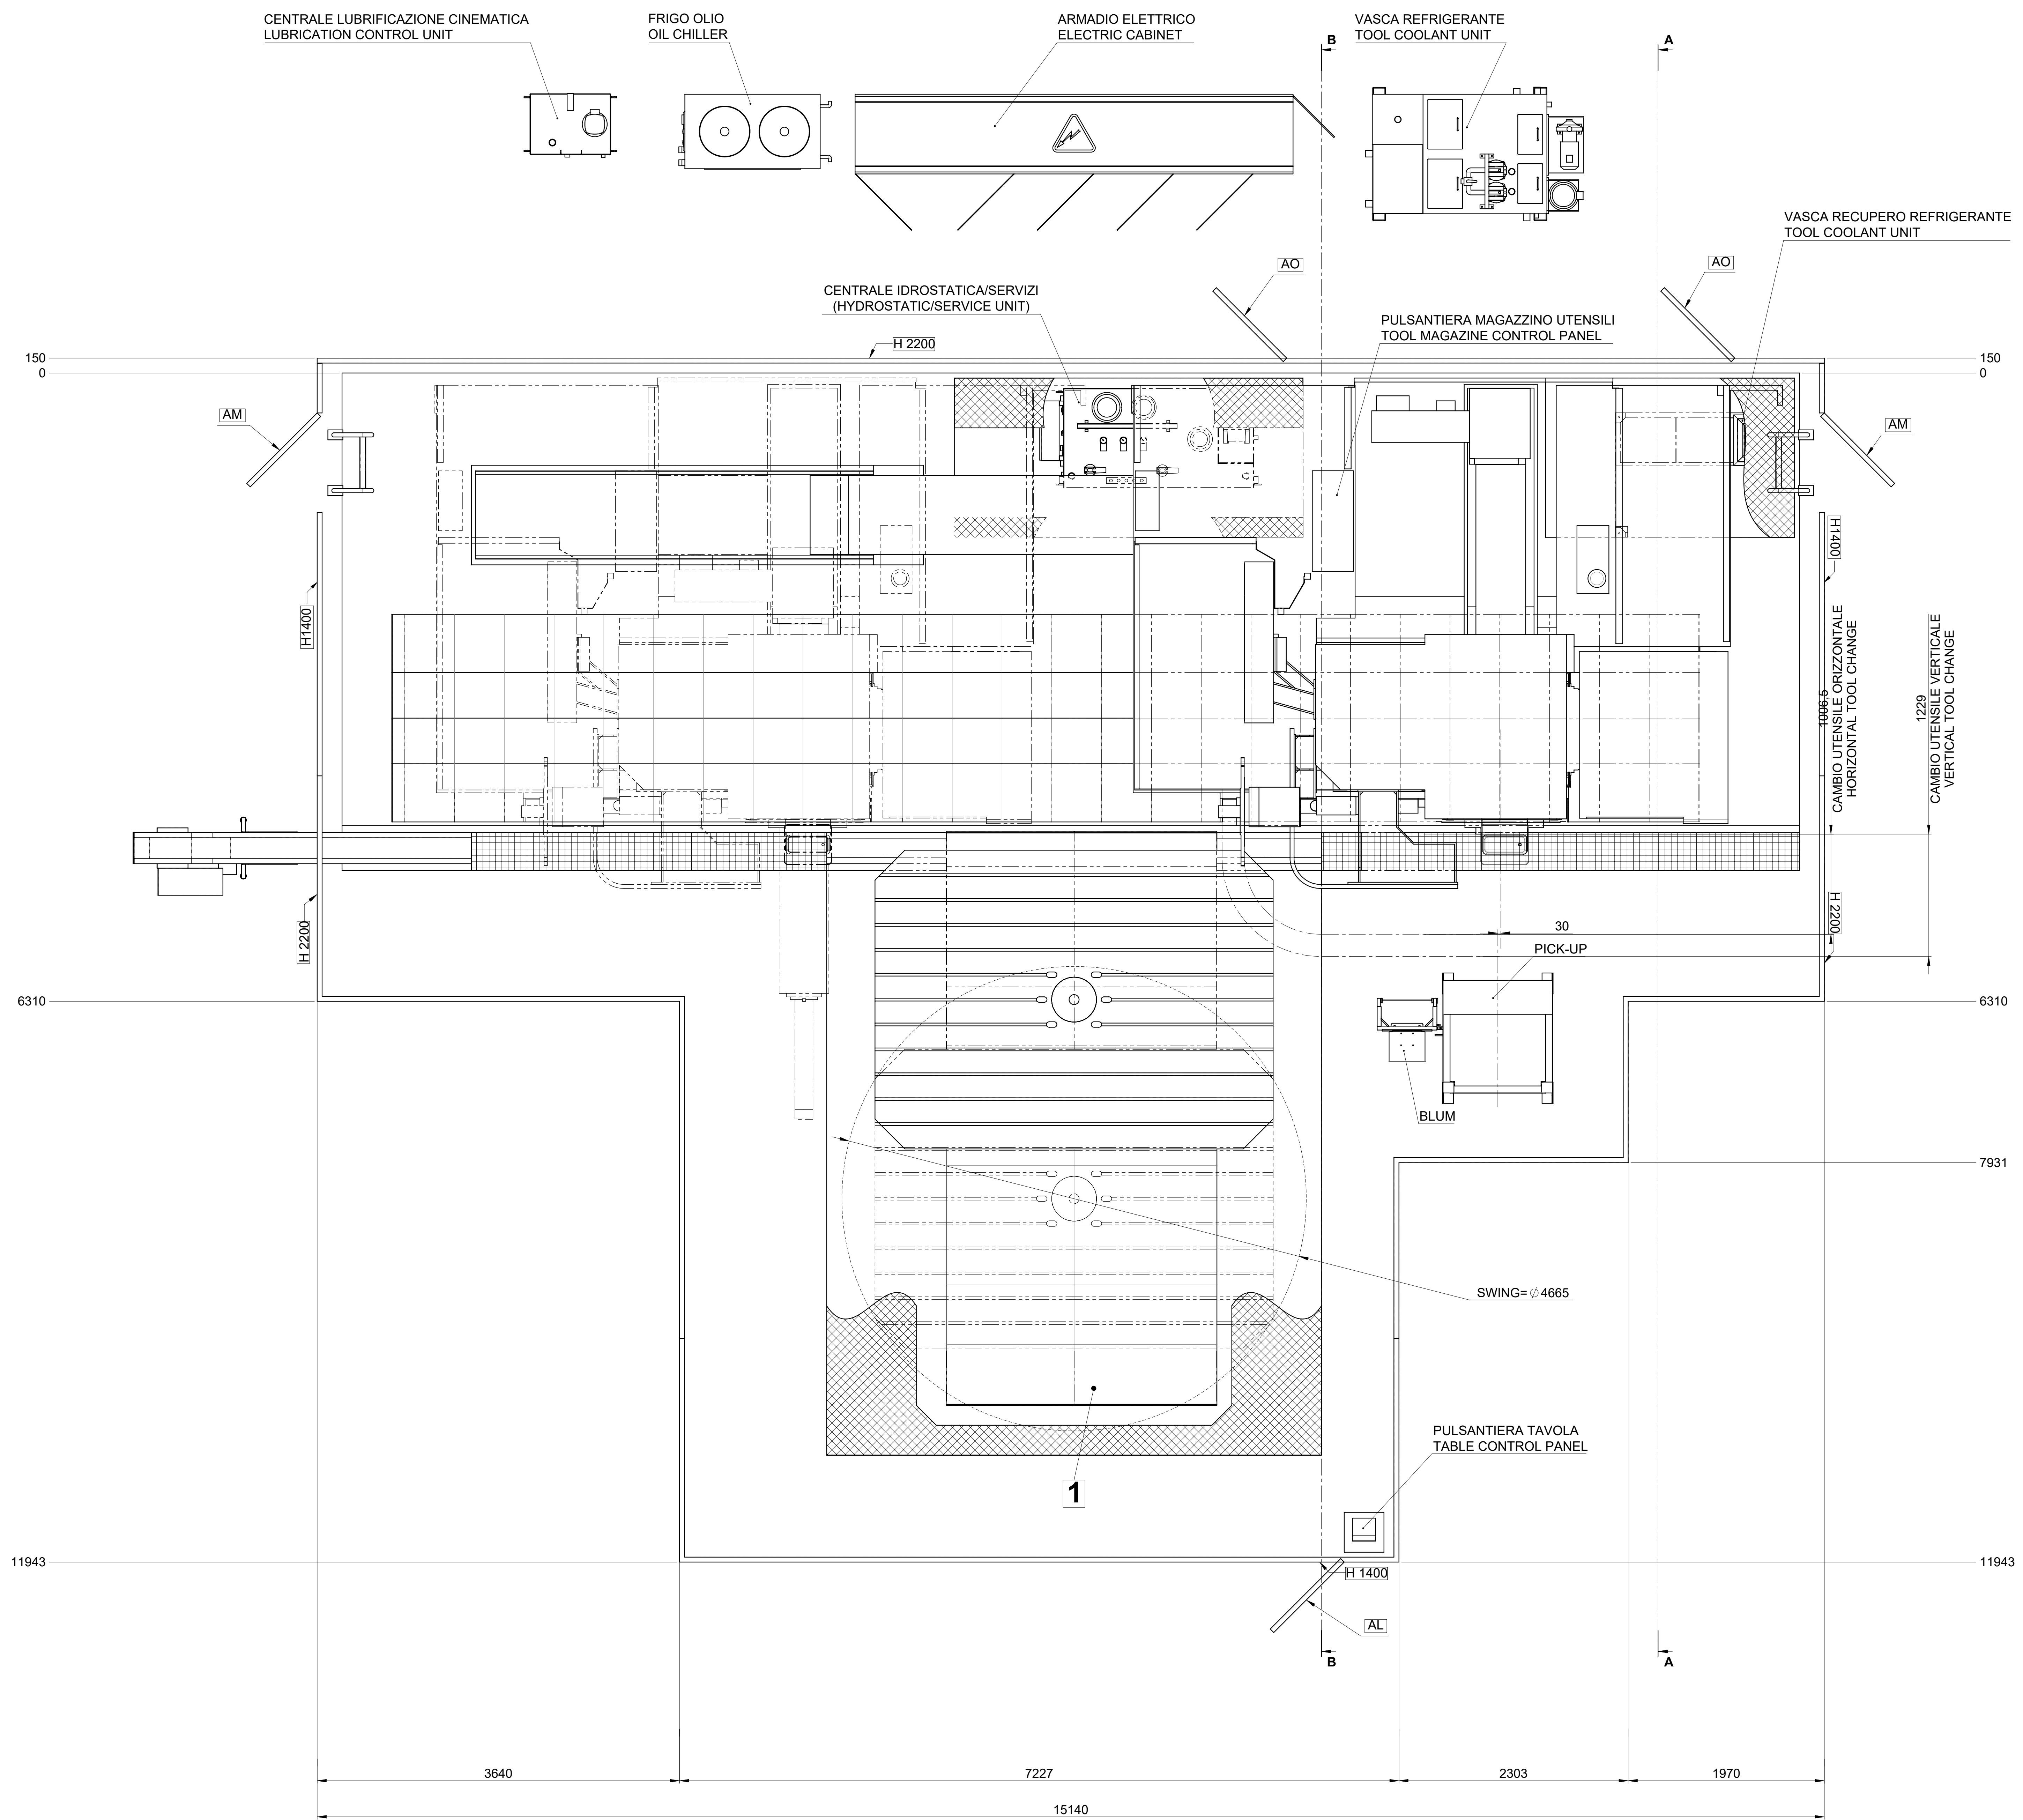 CENTRALE LUBRIFICAZIONE CINEMATICA
LUBRICATION CONTROL UNIT
FRIGO OLIO
OIL CHILLER
ARMADIO ELETTRICO
ELECTRIC CABINET
VASCA REFRIGERANTE
TOOL COOLANT UNIT
B
A
VASCA RECUPERO REFRIGERANTE
TOOL COOLANT UNIT
AO
AO
CENTRALE IDROSTATICA/SERVIZI
(HYDROSTATIC/SERVICE UNIT)
PULSANTIERA MAGAZZINO UTENSILI
TOOL MAGAZINE CONTROL PANEL
H 2200
150
0
150
0
AM
AM
H1400
H1400
1006,5
CAMBIO UTENSILE ORIZZONTALE
HORIZONTAL TOOL CHANGE
1229
CAMBIO UTENSILE VERTICALE
VERTICAL TOOL CHANGE
H 2200
H 2200
30
PICK-UP
6310
6310
BLUM
7931
SWING= Ø 4665
PULSANTIERA TAVOLA
TABLE CONTROL PANEL
1
11943
11943
H 1400
AL
B
A
3640
7227
2303
1970
15140